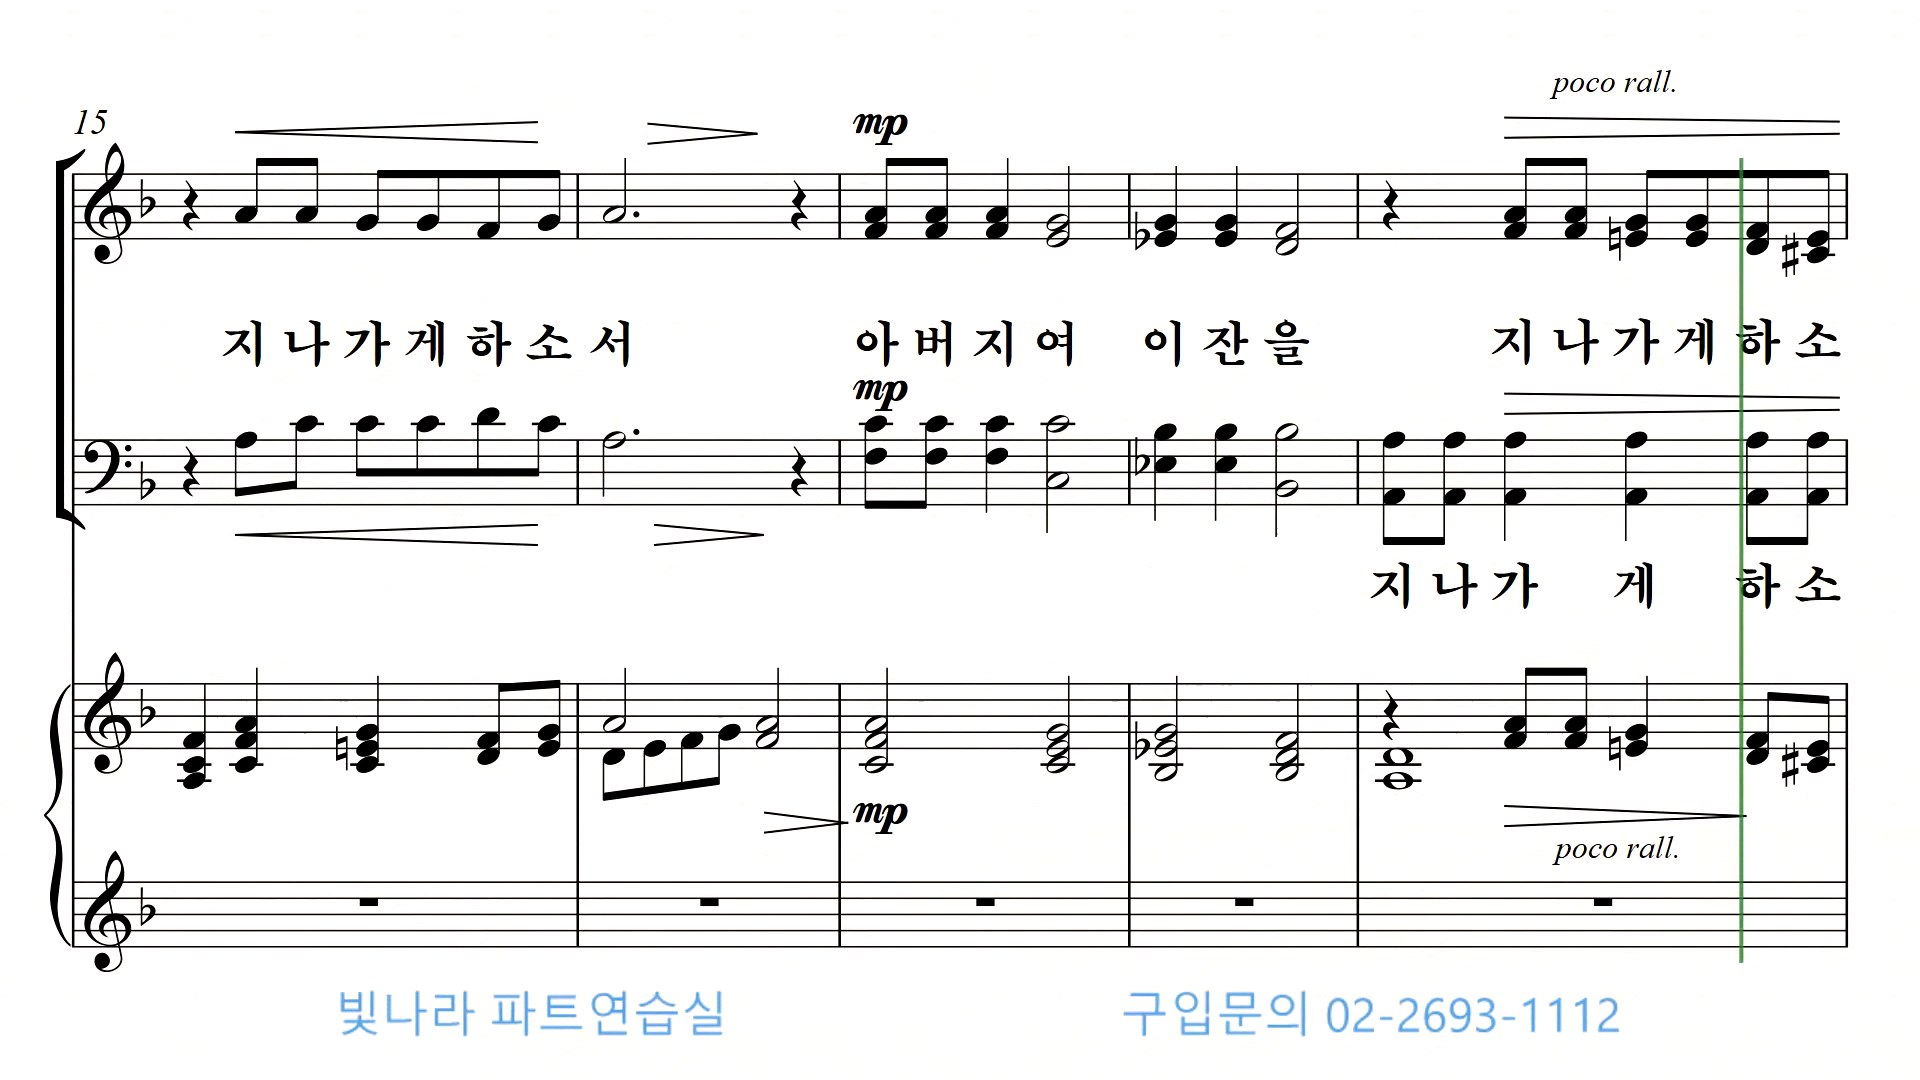 poco rall.
15
mp
지 나 가 게 하 소 서 아 버 지 여 이 잔 을 지 나 가 게 하 소
mp
지 나 가 게 하 소
mp
poco rall.
빛나라 파트연습실 구입문의 02-2693-1112